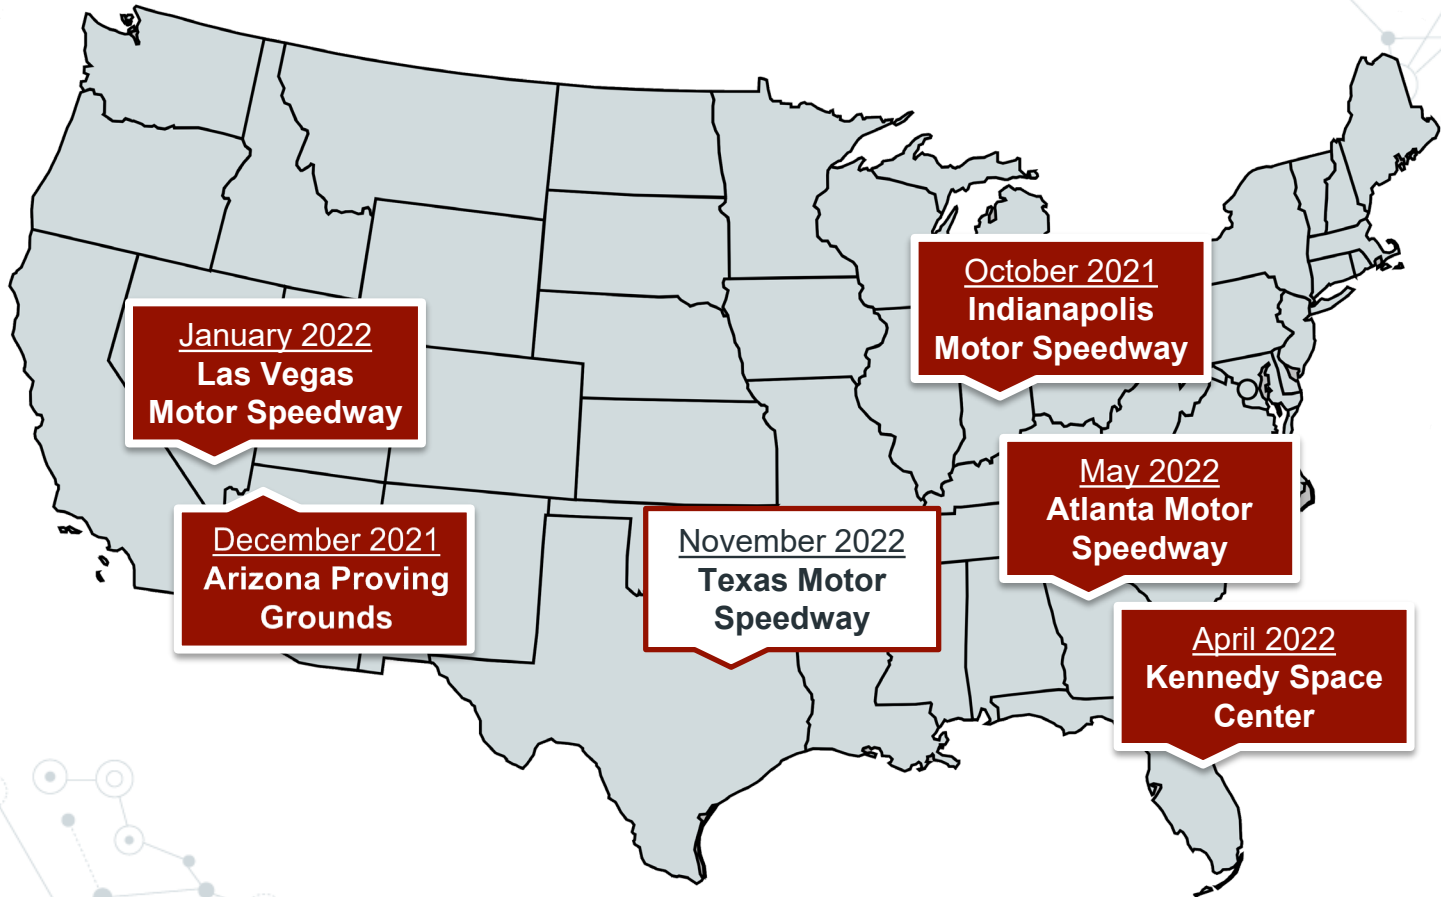 October 2021
Indianapolis
Motor Speedway
January 2022
Las Vegas
Motor Speedway
May 2022
Atlanta Motor
Speedway
December 2021
Arizona Proving
Grounds
November 2022
Texas Motor
Speedway
April 2022
Kennedy Space
Center